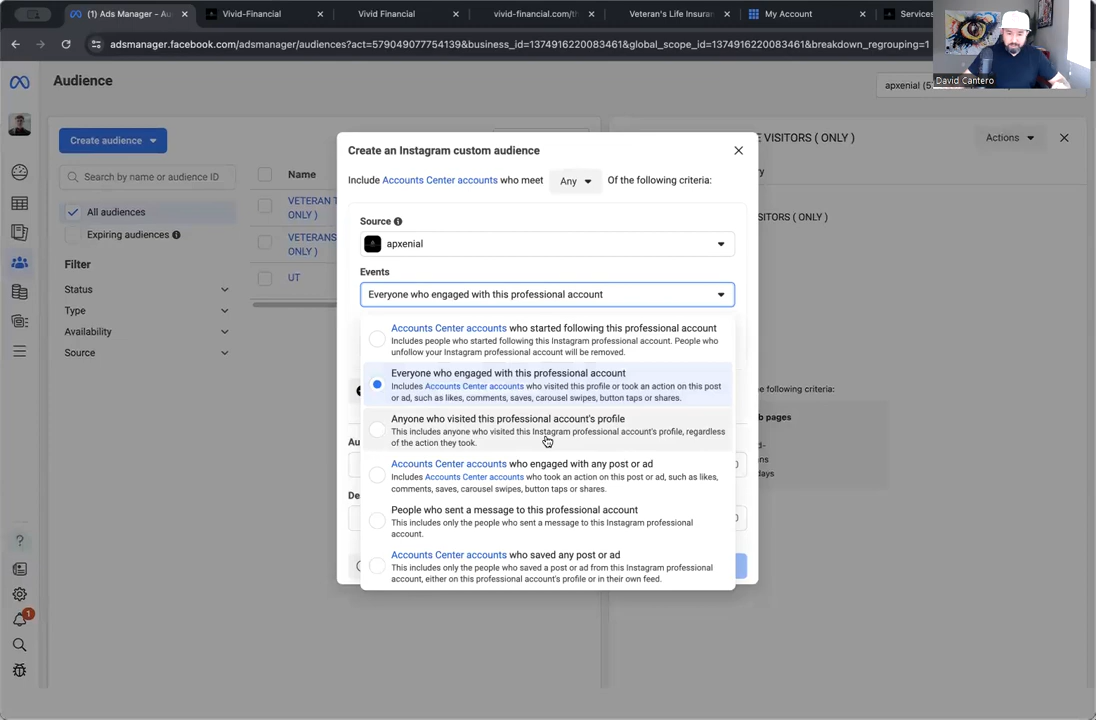 (1) Ads Manager - Au
Vivid-Financial
Vivid Financial
vivid-financial.com/th
Veteran's Life Insuran
My Account
Services
adsmanager.facebook.com/adsmanager/audiences?act=579049077754139&business_id=1374916220083461&global_scope_id=1374916220083461&breakdown_regrouping=1
David Cantero
Audience
apxenial (5
Create audience
Search by name or audience ID
All audiences
Expiring audiences
Filter
Status
Type
Availability
Source
Name
VETERAN T
ONLY )
VETERANS
ONLY )
UT
E VISITORS ( ONLY )
Actions
ry
SITORS ( ONLY )
e following criteria:
b pages
d-
ns
days
Create an Instagram custom audience
Include Accounts Center accounts who meet Any Of the following criteria:
Source
apxenial
Events
Everyone who engaged with this professional account
Accounts Center accounts who started following this professional account
Includes people who started following this Instagram professional account. People who
unfollow your Instagram professional account will be removed.
Everyone who engaged with this professional account
Includes Accounts Center accounts who visited this profile or took an action on this post
or ad, such as likes, comments, saves, carousel swipes, button taps or shares.
Anyone who visited this professional account's profile
This includes anyone who visited this Instagram professional account's profile, regardless
of the action they took.
Accounts Center accounts who engaged with any post or ad
Includes Accounts Center accounts who took an action on this post or ad, such as likes,
comments, saves, carousel swipes, button taps or shares.
People who sent a message to this professional account
This includes only the people who sent a message to this Instagram professional
account.
Accounts Center accounts who saved any post or ad
This includes only the people who saved a post or ad from this Instagram professional
account, either on this professional account's profile or in their own feed.
Au
0
De
0
?
1